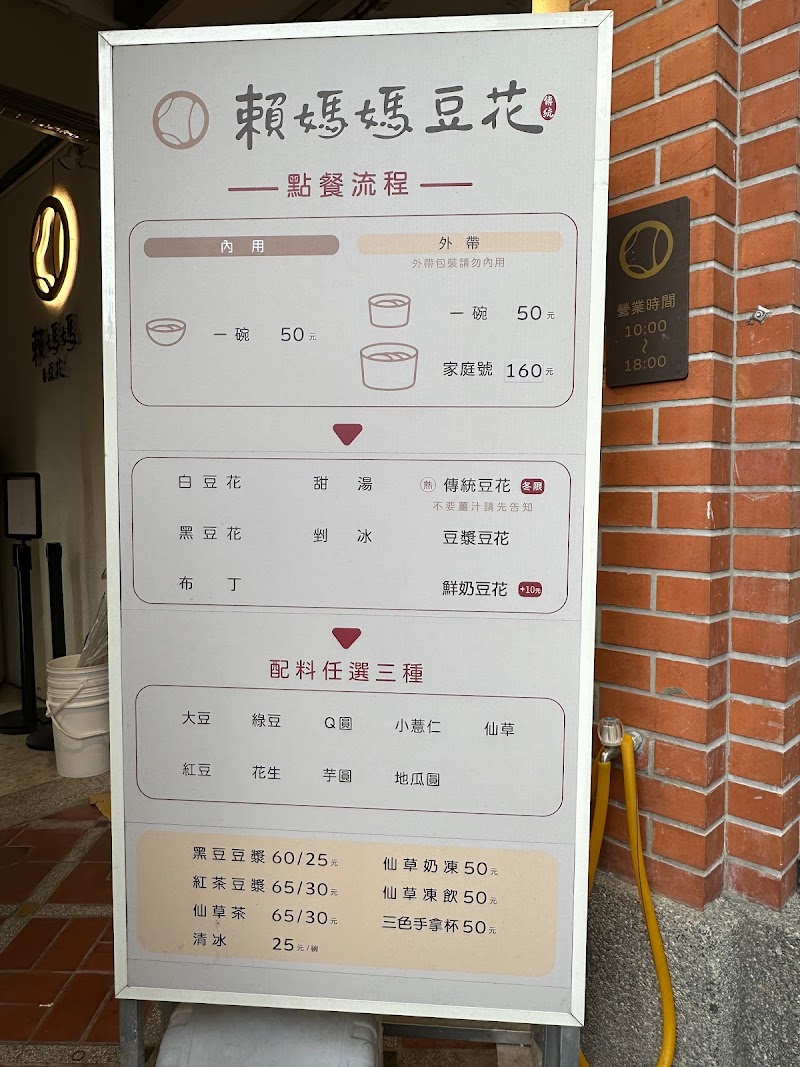 賴媽媽豆花 傳統
點餐流程
內用
外帶
外帶包裝請勿內用
一碗 50元
一碗 50元
家庭號 160元
白豆花 甜湯 熱 傳統豆花 冬限
不要薑汁請先告知
黑豆花 剉冰 豆漿豆花
布丁 鮮奶豆花 +10元
配料任選三種
大豆 綠豆 Q圓 小薏仁 仙草
紅豆 花生 芋圓 地瓜圓
黑豆豆漿 60/25元 仙草奶凍 50元
紅茶豆漿 65/30元 仙草凍飲 50元
仙草茶 65/30元 三色手拿杯 50元
清冰 25元/碗
賴媽媽
豆花
營業時間
10:00
~
18:00